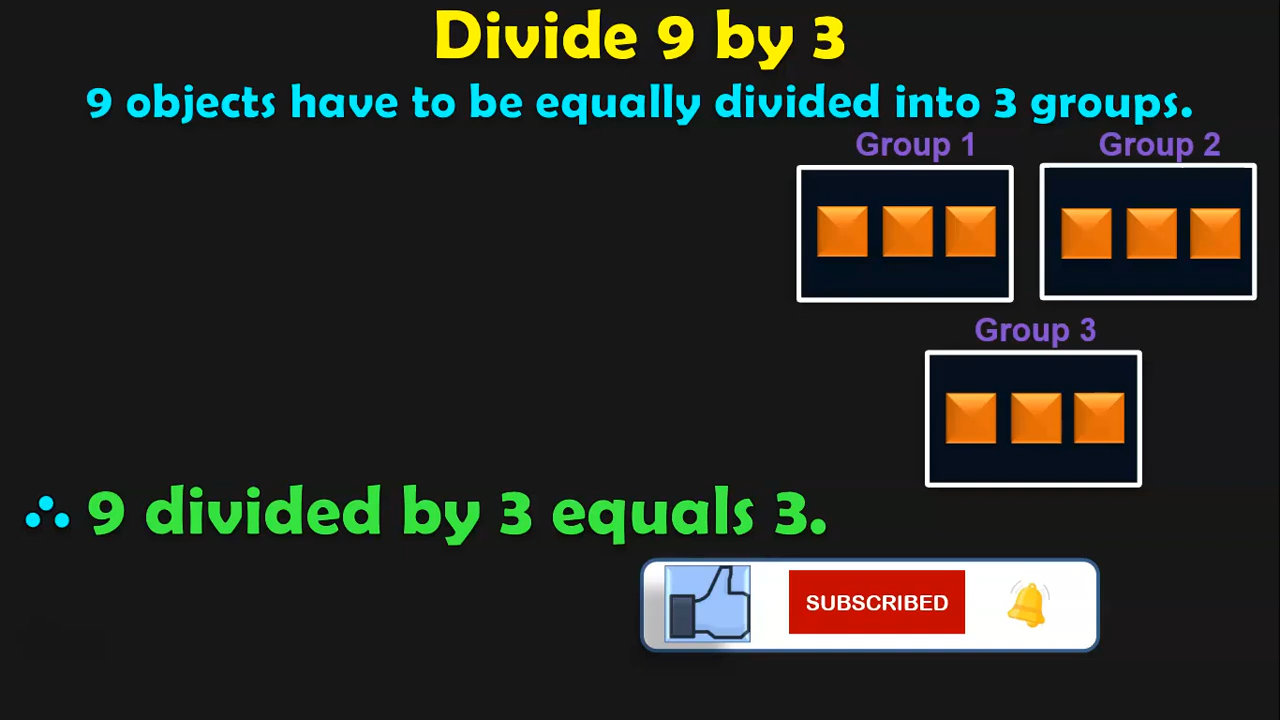 Divide 9 by 3
9 objects have to be equally divided into 3 groups.
Group 1
Group 2
Group 3
∴ 9 divided by 3 equals 3.
SUBSCRIBED